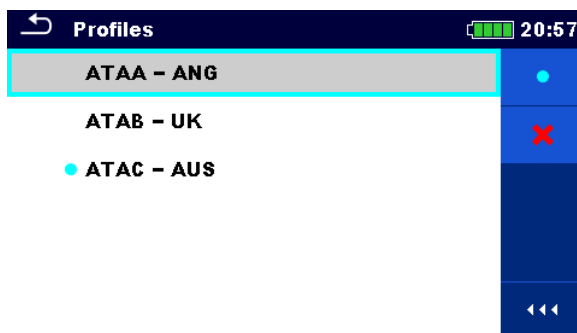 Profiles 20:57
ATAA – ANG
ATAB – UK
ATAC – AUS